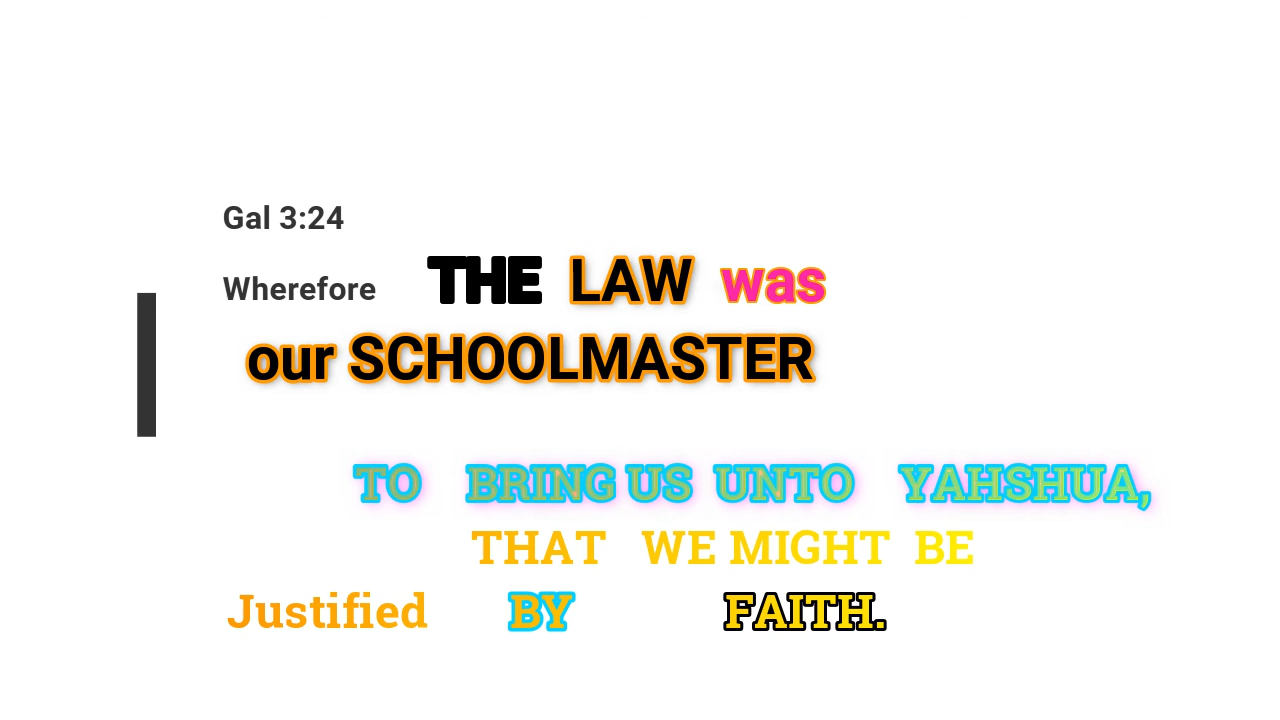 Gal 3:24
Wherefore THE LAW was
our SCHOOLMASTER
TO BRING US UNTO YAHSHUA,
THAT WE MIGHT BE
Justified BY FAITH.